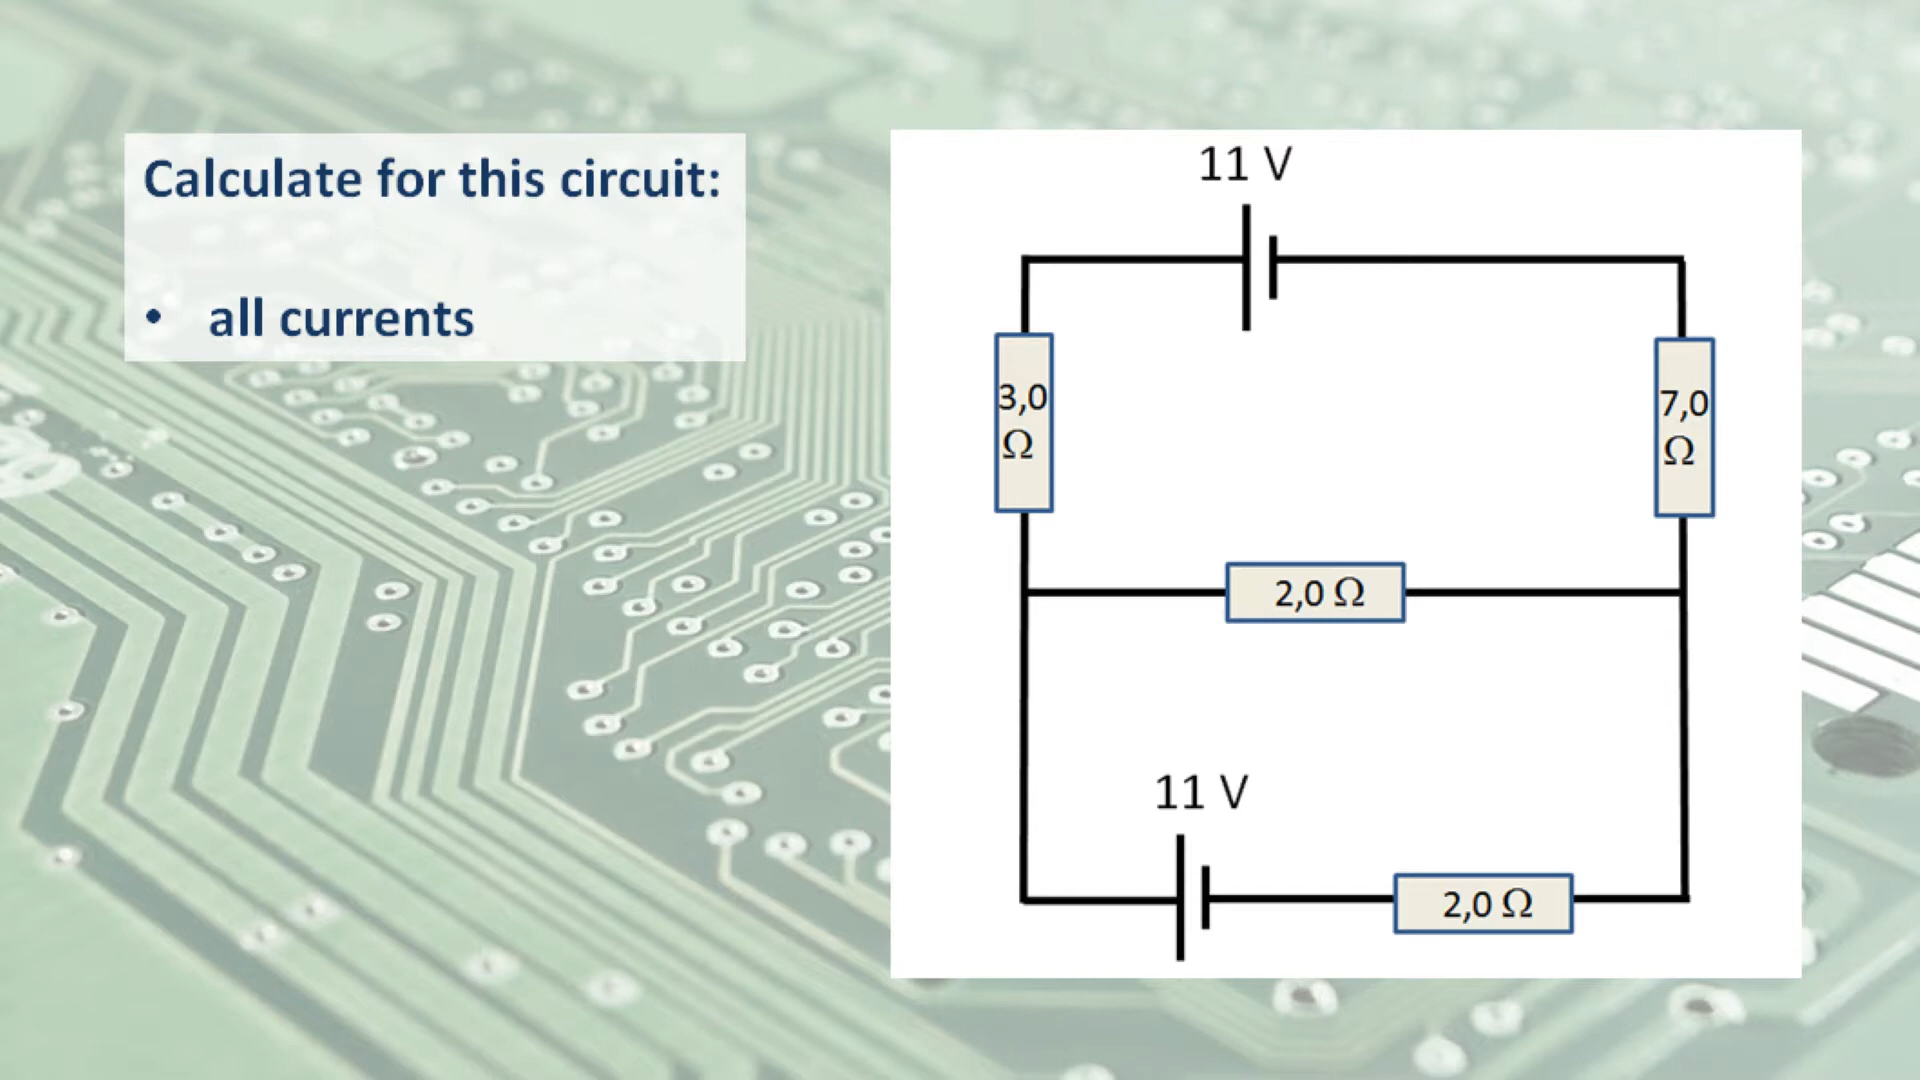 Calculate for this circuit:
• all currents
11 V
3,0
Ω
7,0
Ω
2,0 Ω
11 V
2,0 Ω